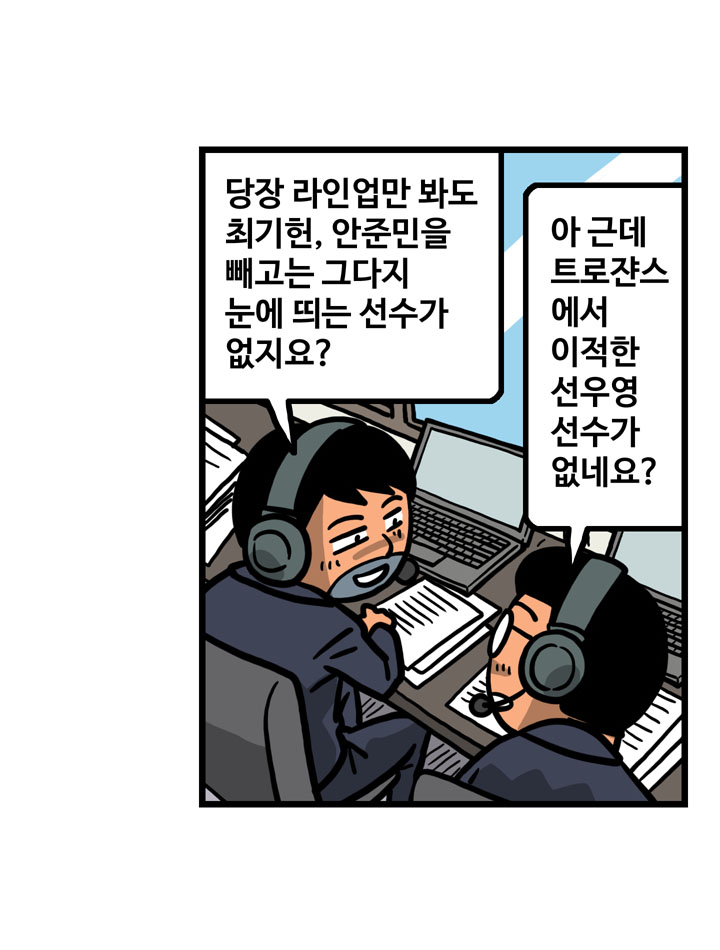 당장 라인업만 봐도
최기헌, 안준민을
빼고는 그다지
눈에 띄는 선수가
없지요?
아 근데
트로쟌스
에서
이적한
선우영
선수가
없네요?